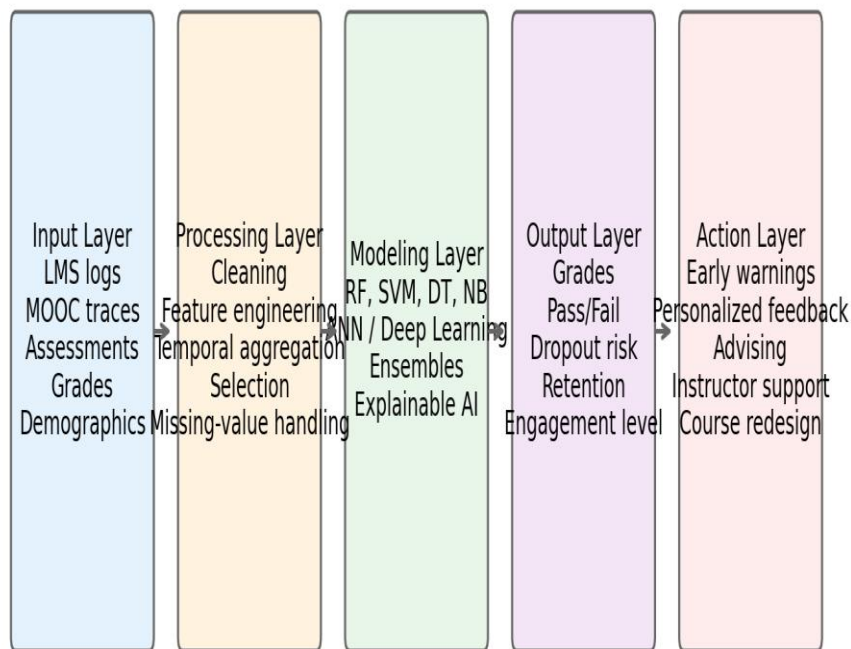 Input Layer
LMS logs
MOOC traces
Assessments
Grades
Demographics
Processing Layer
Cleaning
Feature engineering
Temporal aggregation
Selection
Missing-value handling
Modeling Layer
RF, SVM, DT, NB
/ Deep Learning
Ensembles
Explainable AI
Output Layer
Grades
Pass/Fail
Dropout risk
Retention
Engagement level
Action Layer
Early warnings
Personalized feedback
Advising
Instructor support
Course redesign